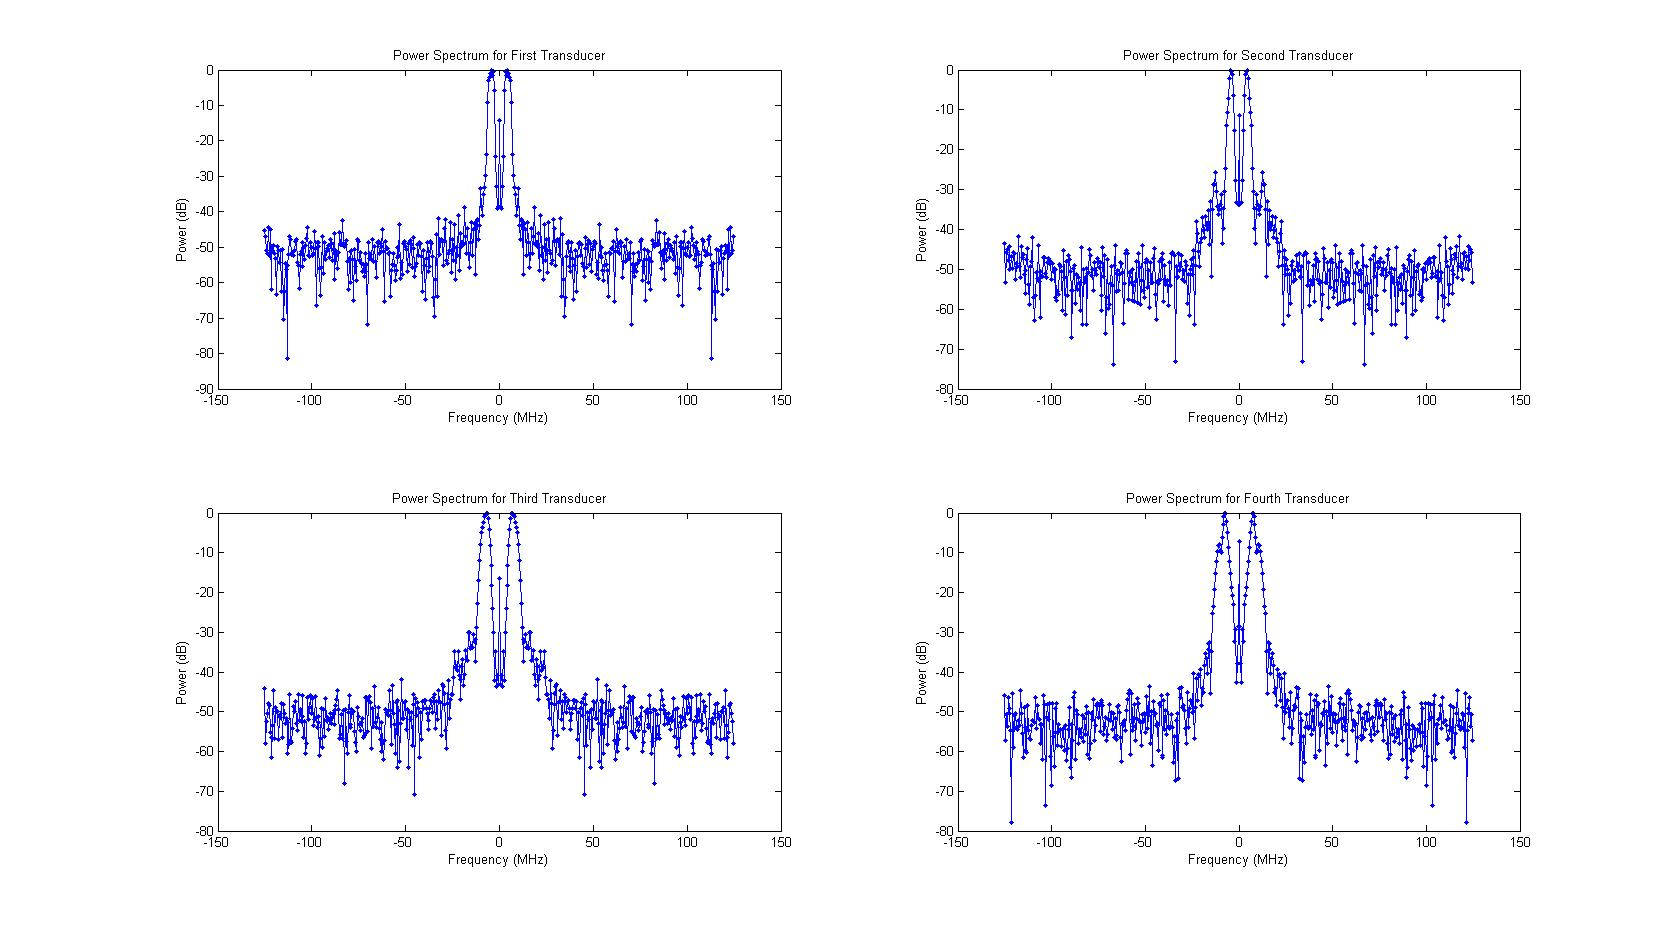 Power Spectrum for First Transducer
0
-10
-20
-30
-40
-50
-60
-70
-80
-90
Power (dB)
-150 -100 -50 0 50 100 150
Frequency (MHz)
Power Spectrum for Second Transducer
0
-10
-20
-30
-40
-50
-60
-70
-80
Power (dB)
-150 -100 -50 0 50 100 150
Frequency (MHz)
Power Spectrum for Third Transducer
0
-10
-20
-30
-40
-50
-60
-70
-80
Power (dB)
-150 -100 -50 0 50 100 150
Frequency (MHz)
Power Spectrum for Fourth Transducer
0
-10
-20
-30
-40
-50
-60
-70
-80
Power (dB)
-150 -100 -50 0 50 100 150
Frequency (MHz)